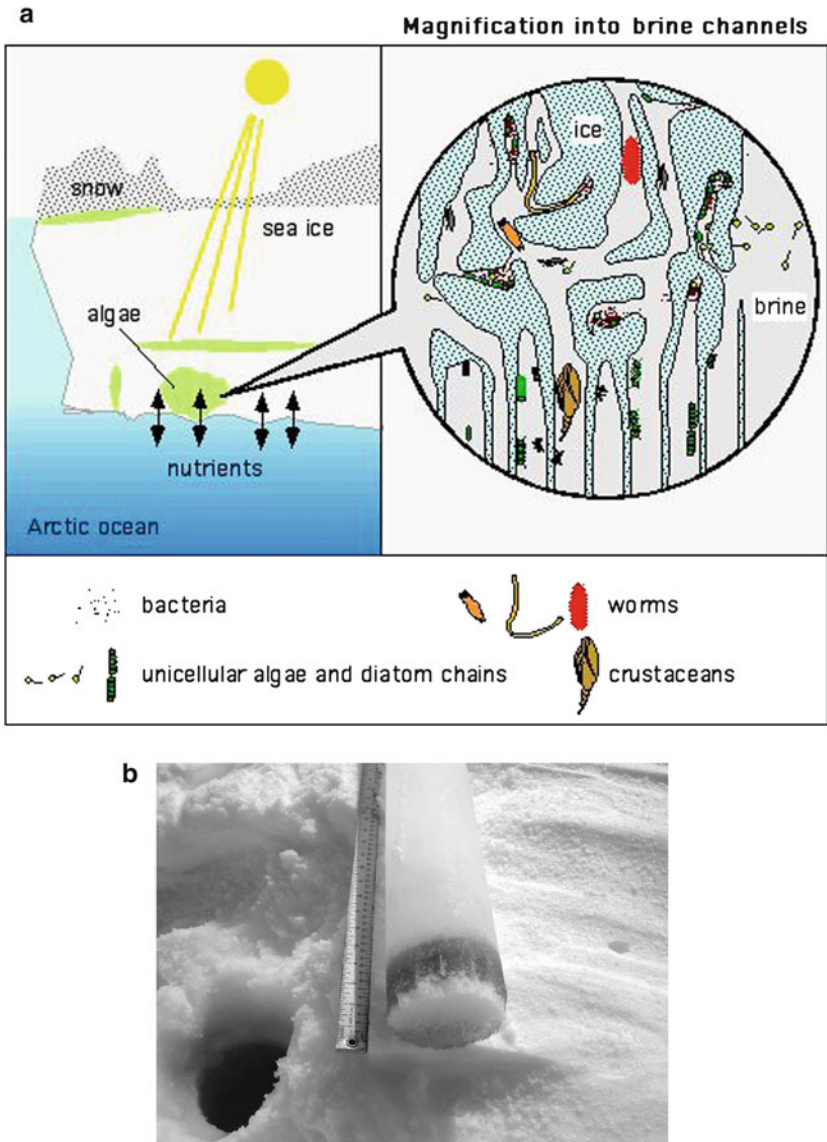 a
Magnification into brine channels
snow
sea ice
algae
nutrients
Arctic ocean
ice
brine
bacteria
worms
unicellular algae and diatom chains
crustaceans
b